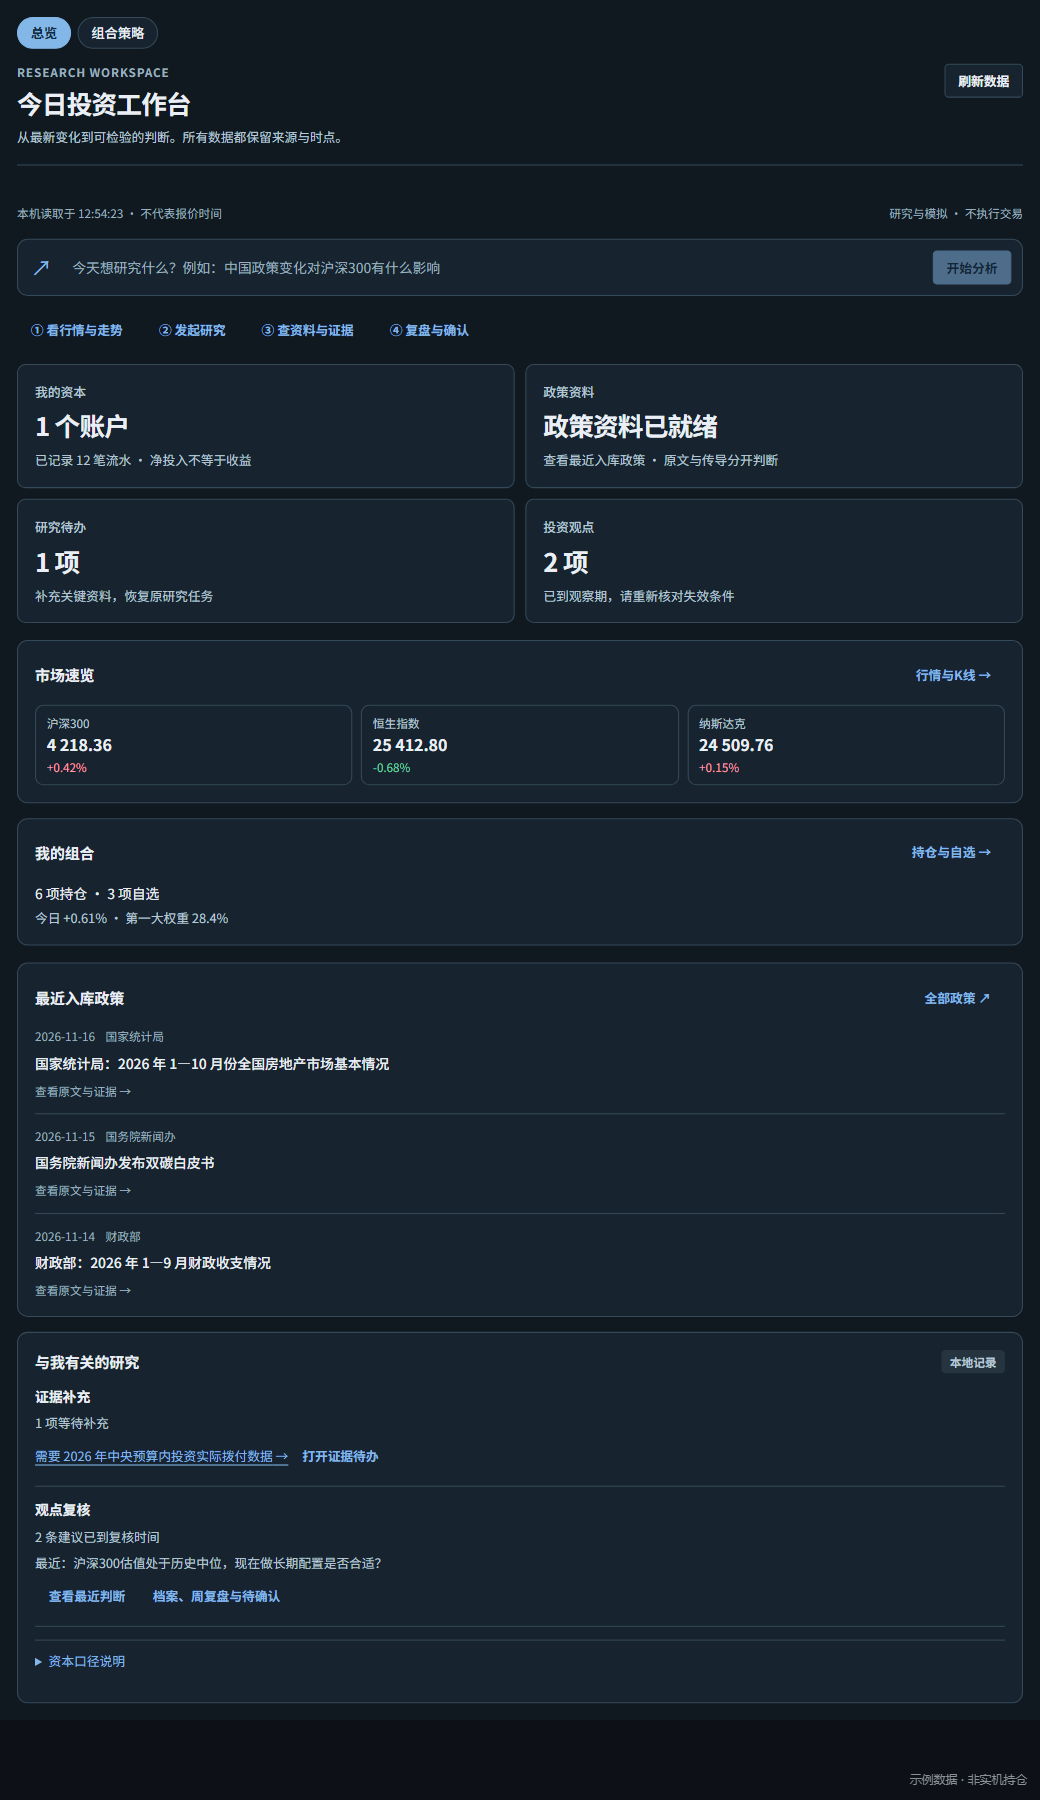 总览
组合策略
RESEARCH WORKSPACE
刷新数据
今日投资工作台
从最新变化到可检验的判断。所有数据都保留来源与时点。
本机读取于 12:54:23 · 不代表报价时间
研究与模拟 · 不执行交易
↗ 今天想研究什么？例如：中国政策变化对沪深300有什么影响
开始分析
① 看行情与走势
② 发起研究
③ 查资料与证据
④ 复盘与确认
我的资本
1 个账户
已记录 12 笔流水 · 净投入不等于收益
政策资料
政策资料已就绪
查看最近入库政策 · 原文与传导分开判断
研究待办
1 项
补充关键资料，恢复原研究任务
投资观点
2 项
已到观察期，请重新核对失效条件
市场速览
行情与K线 →
沪深300
4 218.36
+0.42%
恒生指数
25 412.80
-0.68%
纳斯达克
24 509.76
+0.15%
我的组合
持仓与自选 →
6 项持仓 · 3 项自选
今日 +0.61% · 第一大权重 28.4%
最近入库政策
全部政策 ↗
2026-11-16 国家统计局
国家统计局：2026 年 1—10 月份全国房地产市场基本情况
查看原文与证据 →
2026-11-15 国务院新闻办
国务院新闻办发布双碳白皮书
查看原文与证据 →
2026-11-14 财政部
财政部：2026 年 1—9 月财政收支情况
查看原文与证据 →
与我有关的研究
本地记录
证据补充
1 项等待补充
需要 2026 年中央预算内投资实际拨付数据 →
打开证据待办
观点复核
2 条建议已到复核时间
最近：沪深300估值处于历史中位，现在做长期配置是否合适？
查看最近判断
档案、周复盘与待确认
▶ 资本口径说明
示例数据 · 非实机持仓